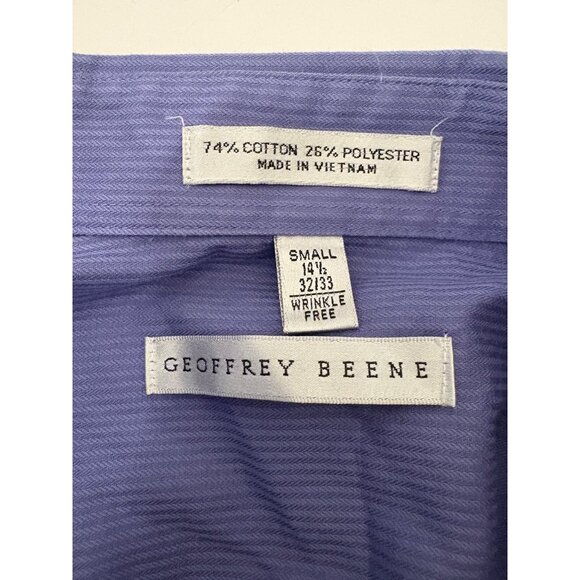 74% COTTON 26% POLYESTER
MADE IN VIETNAM
SMALL
14½
32/33
WRINKLE
FREE
GEOFFREY BEENE